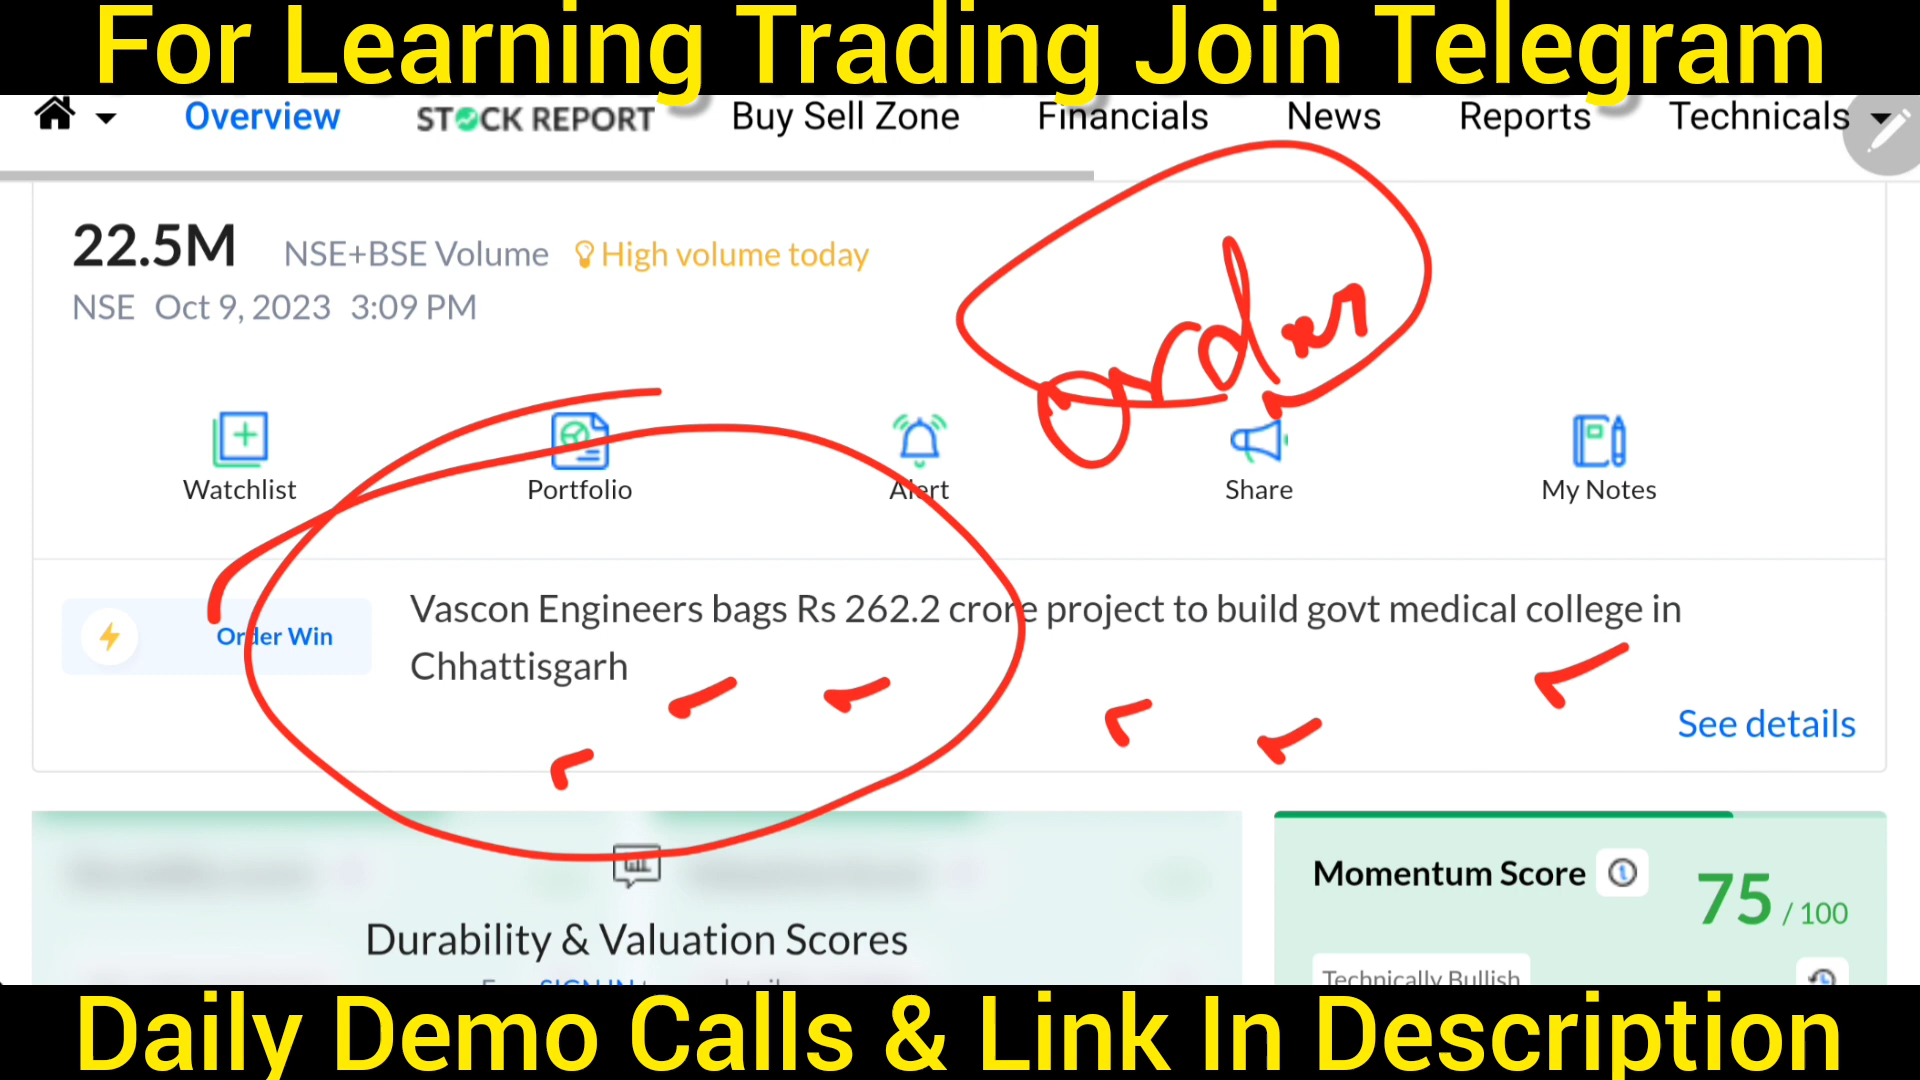 For Learning Trading Join Telegram
Overview STOCK REPORT Buy Sell Zone Financials News Reports Technicals
22.5M NSE+BSE Volume High volume today
NSE Oct 9, 2023 3:09 PM
order
Watchlist Portfolio Alert Share My Notes
Order Win
Vascon Engineers bags Rs 262.2 crore project to build govt medical college in
Chhattisgarh
See details
Durability & Valuation Scores
Momentum Score 75 / 100
Technically Bullish
Daily Demo Calls & Link In Description